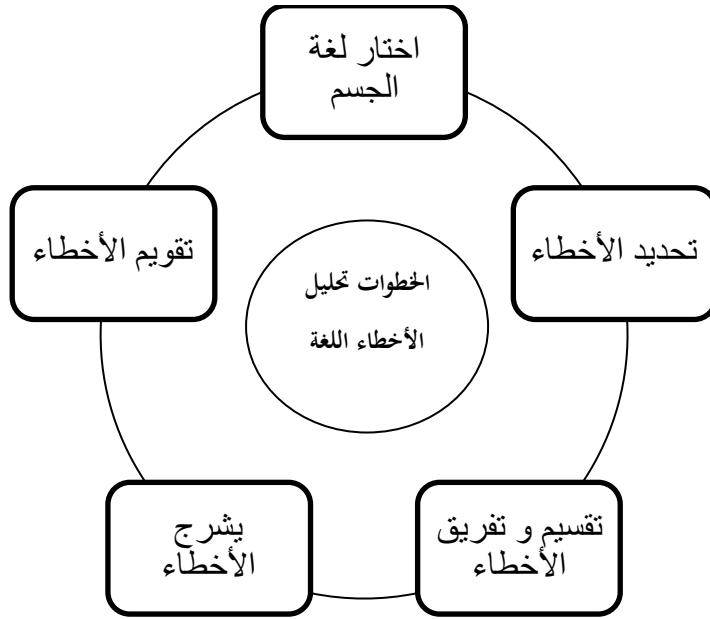 اختار لغة
الجسم
تحديد الأخطاء
تقسيم و تفريق
الأخطاء
يشرج
الأخطاء
تقويم الأخطاء
الخطوات تحليل
الأخطاء اللغة